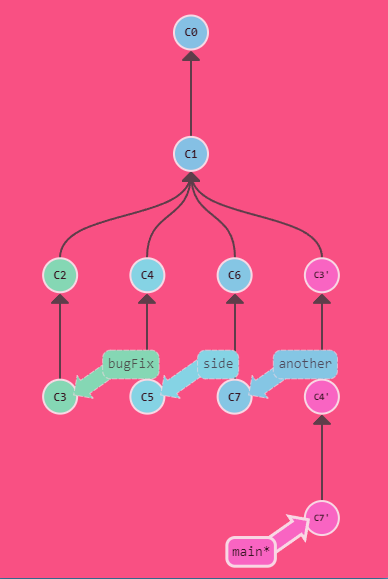 C0
C1
C2 C4 C6 C3'
bugFix side another
C3 C5 C7 C4'
C7'
main*